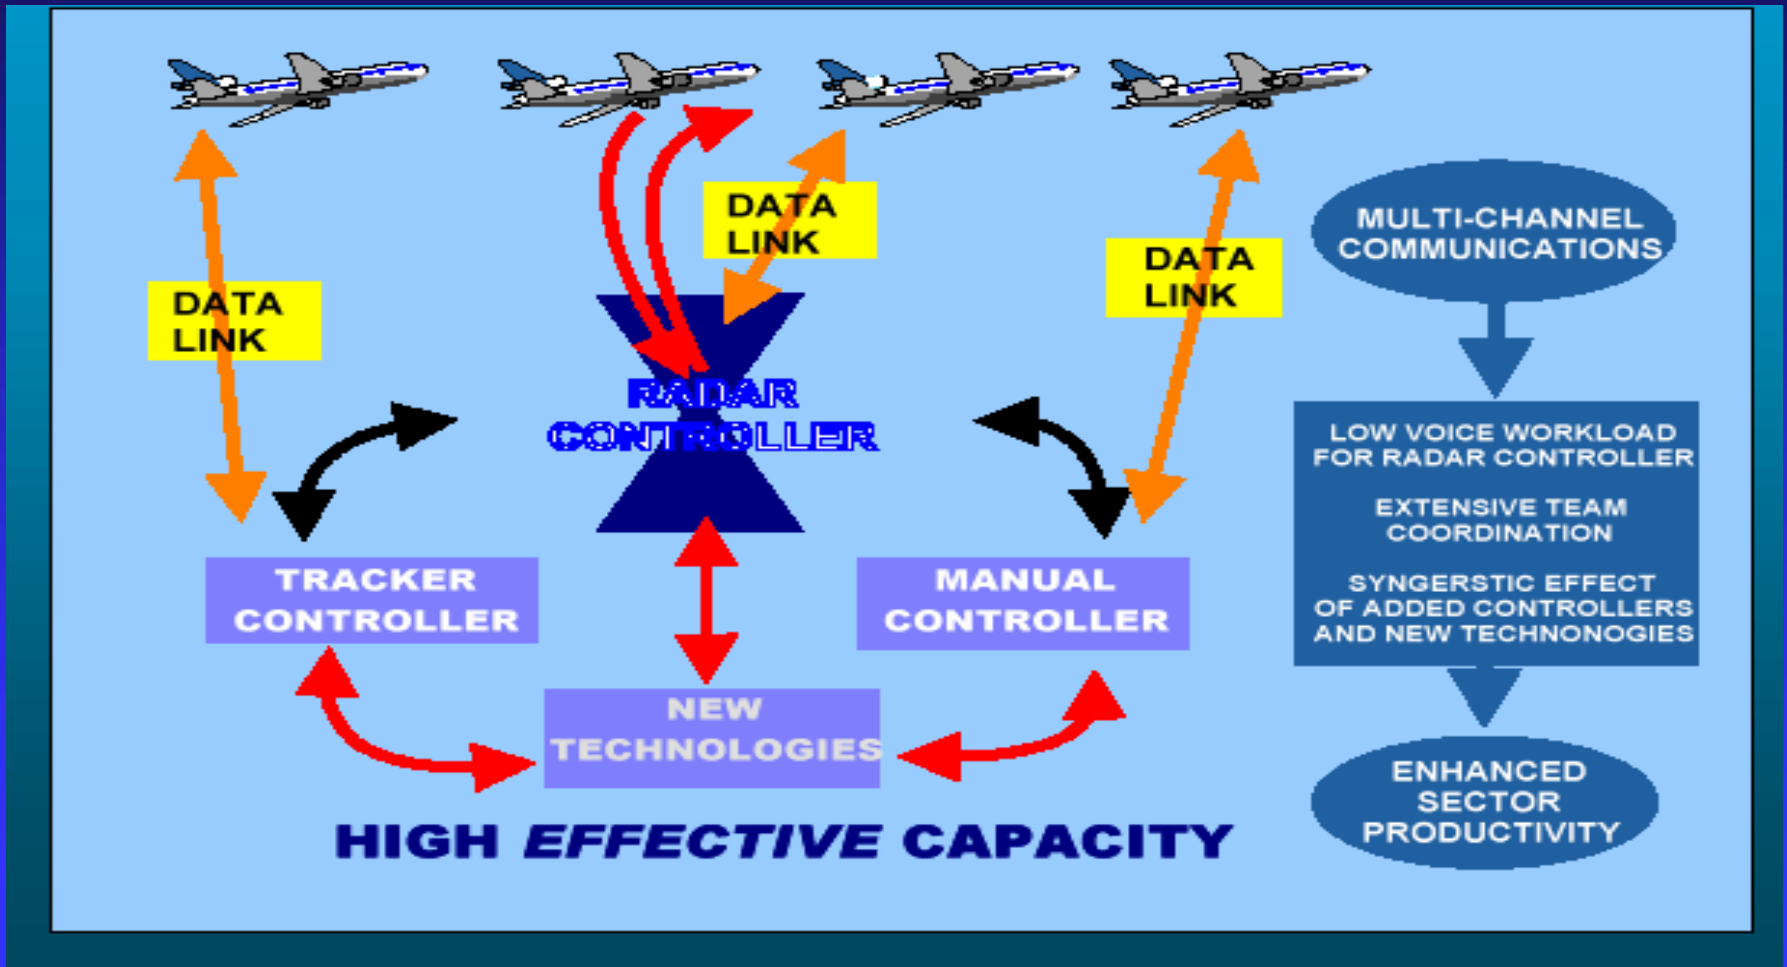 DATA
LINK
DATA
LINK
DATA
LINK
RADAR
CONTROLLER
TRACKER
CONTROLLER
MANUAL
CONTROLLER
NEW
TECHNOLOGIES
HIGH EFFECTIVE CAPACITY
MULTI-CHANNEL
COMMUNICATIONS
LOW VOICE WORKLOAD
FOR RADAR CONTROLLER
EXTENSIVE TEAM
COORDINATION
SYNGERSTIC EFFECT
OF ADDED CONTROLLERS
AND NEW TECHNONOGIES
ENHANCED
SECTOR
PRODUCTIVITY